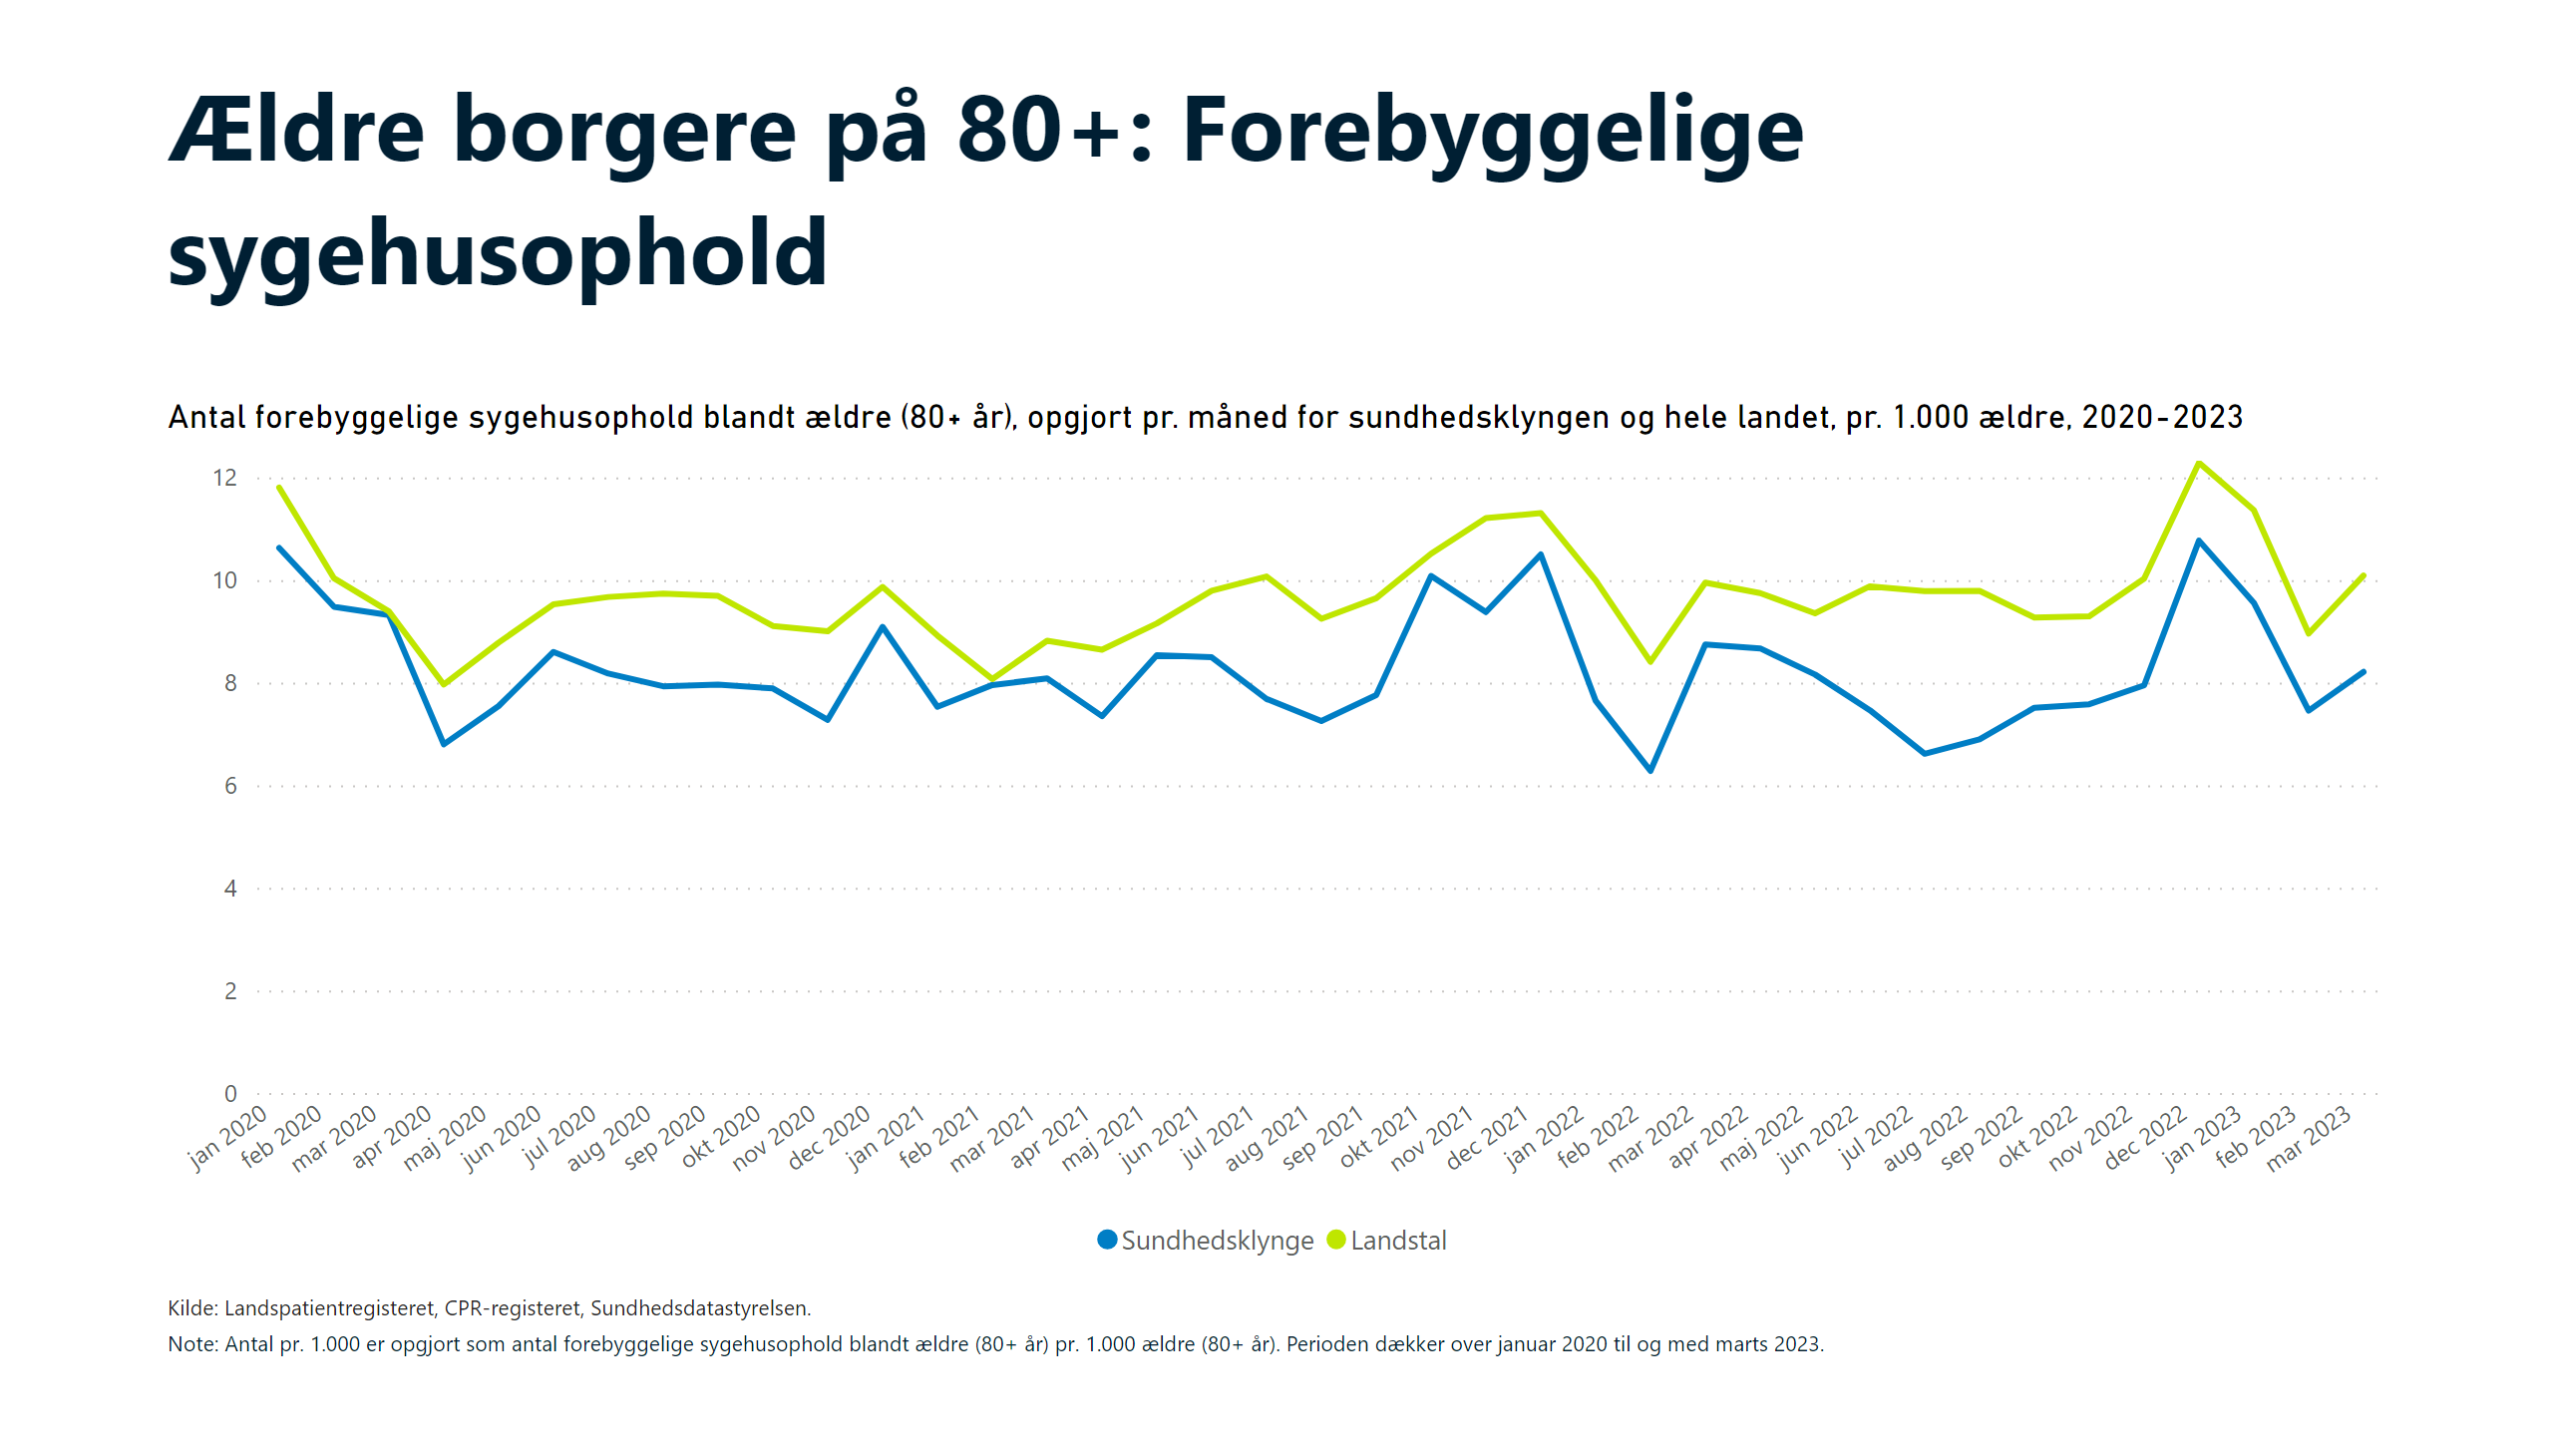 Ældre borgere på 80+: Forebyggelige
sygehusophold
Antal forebyggelige sygehusophold blandt ældre (80+ år), opgjort pr. måned for sundhedsklyngen og hele landet, pr. 1.000 ældre, 2020-2023
12
10
8
6
4
2
0
jan 2020
feb 2020
mar 2020
apr 2020
maj 2020
jun 2020
jul 2020
aug 2020
sep 2020
okt 2020
nov 2020
dec 2020
jan 2021
feb 2021
mar 2021
apr 2021
maj 2021
jun 2021
jul 2021
aug 2021
sep 2021
okt 2021
nov 2021
dec 2021
jan 2022
feb 2022
mar 2022
apr 2022
maj 2022
jun 2022
jul 2022
aug 2022
sep 2022
okt 2022
nov 2022
dec 2022
jan 2023
feb 2023
mar 2023
Sundhedsklynge Landstal
Kilde: Landspatientregisteret, CPR-registeret, Sundhedsdatastyrelsen.
Note: Antal pr. 1.000 er opgjort som antal forebyggelige sygehusophold blandt ældre (80+ år) pr. 1.000 ældre (80+ år). Perioden dækker over januar 2020 til og med marts 2023.